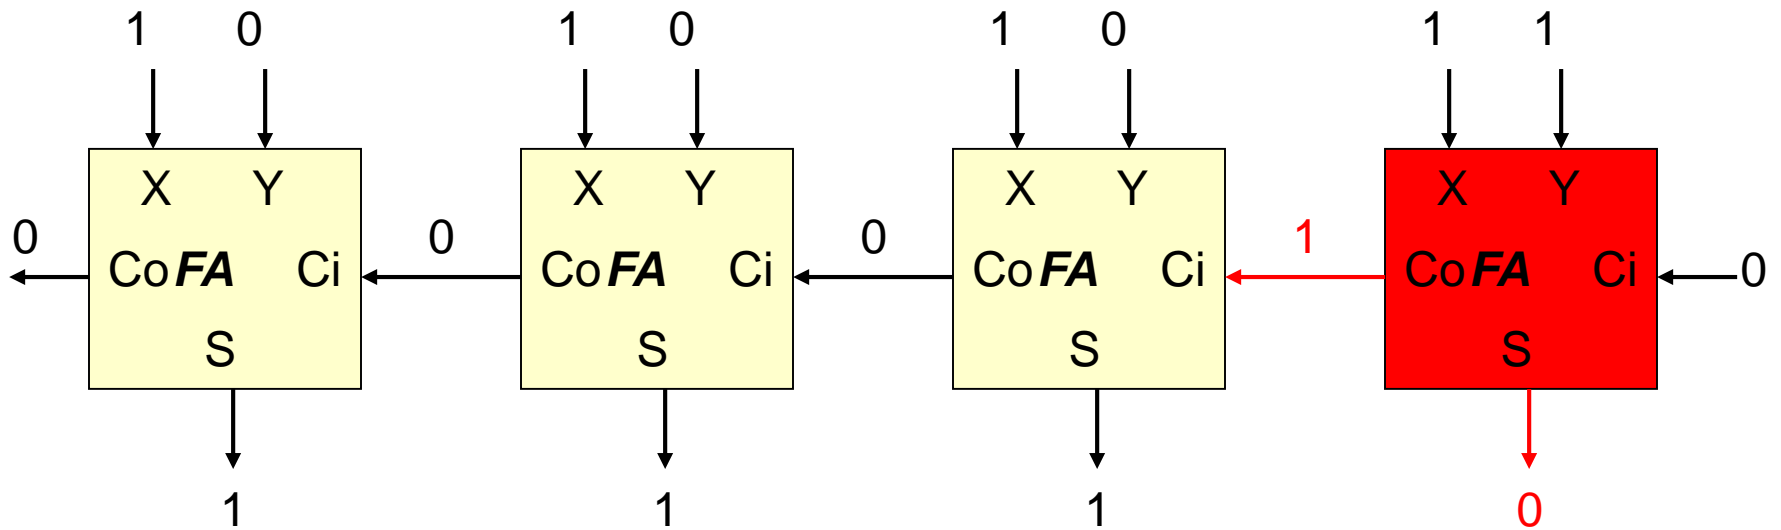 1 0 1 0 1 0 1 1
X Y X Y X Y X Y
0 0 0 1
Co FA Ci Co FA Ci Co FA Ci Co FA Ci 0
S S S S
1 1 1 0